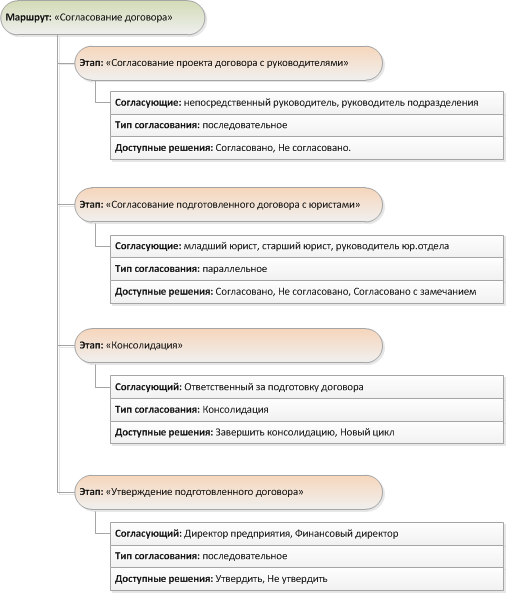 Маршрут: «Согласование договора»
Этап: «Согласование проекта договора с руководителями»
Согласующие: непосредственный руководитель, руководитель подразделения
Тип согласования: последовательное
Доступные решения: Согласовано, Не согласовано.
Этап: «Согласование подготовленного договора с юристами»
Согласующие: младший юрист, старший юрист, руководитель юр.отдела
Тип согласования: параллельное
Доступные решения: Согласовано, Не согласовано, Согласовано с замечанием
Этап: «Консолидация»
Согласующий: Ответственный за подготовку договора
Тип согласования: Консолидация
Доступные решения: Завершить консолидацию, Новый цикл
Этап: «Утверждение подготовленного договора»
Согласующий: Директор предприятия, Финансовый директор
Тип согласования: последовательное
Доступные решения: Утвердить, Не утвердить